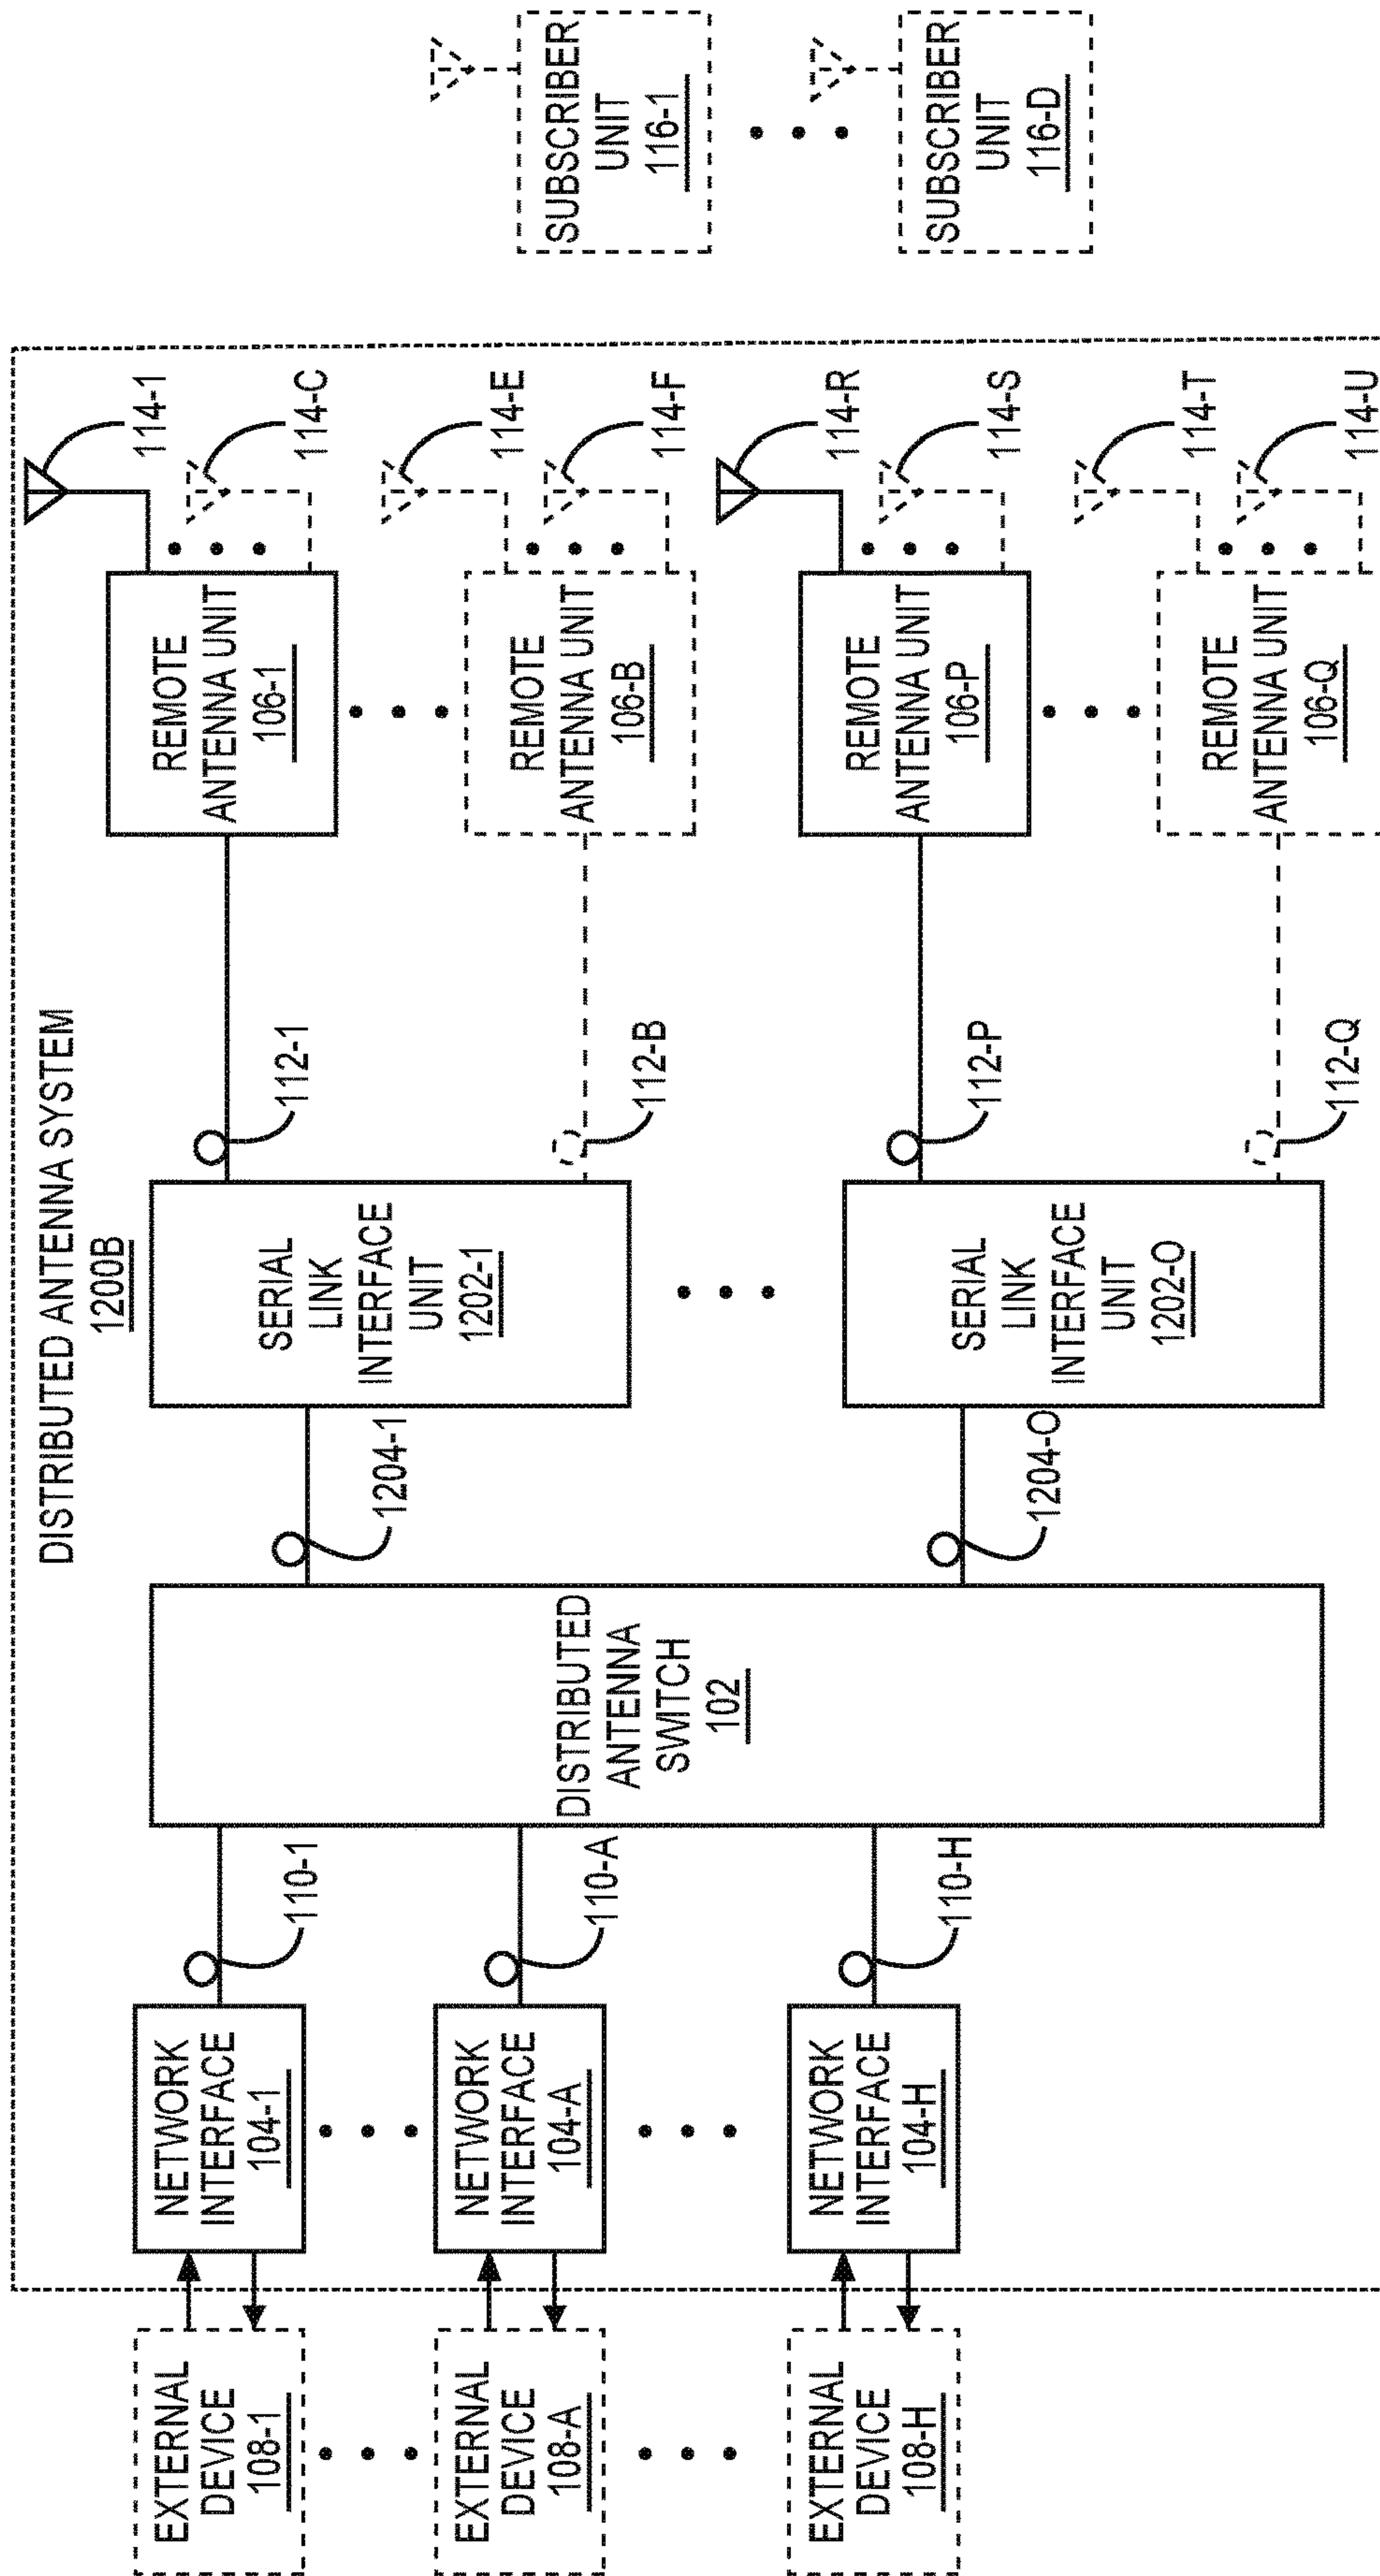 DISTRIBUTED ANTENNA SYSTEM
1200B
EXTERNAL
DEVICE
108-1
NETWORK
INTERFACE
104-1
110-1
EXTERNAL
DEVICE
108-A
NETWORK
INTERFACE
104-A
110-A
EXTERNAL
DEVICE
108-H
NETWORK
INTERFACE
104-H
110-H
DISTRIBUTED
ANTENNA
SWITCH
102
1204-1
SERIAL
LINK
INTERFACE
UNIT
1202-1
1204-O
SERIAL
LINK
INTERFACE
UNIT
1202-O
112-1
REMOTE
ANTENNA UNIT
106-1
114-1
114-C
112-B
REMOTE
ANTENNA UNIT
106-B
114-E
114-F
112-P
REMOTE
ANTENNA UNIT
106-P
114-R
114-S
112-Q
REMOTE
ANTENNA UNIT
106-Q
114-T
114-U
SUBSCRIBER
UNIT
116-1
SUBSCRIBER
UNIT
116-D